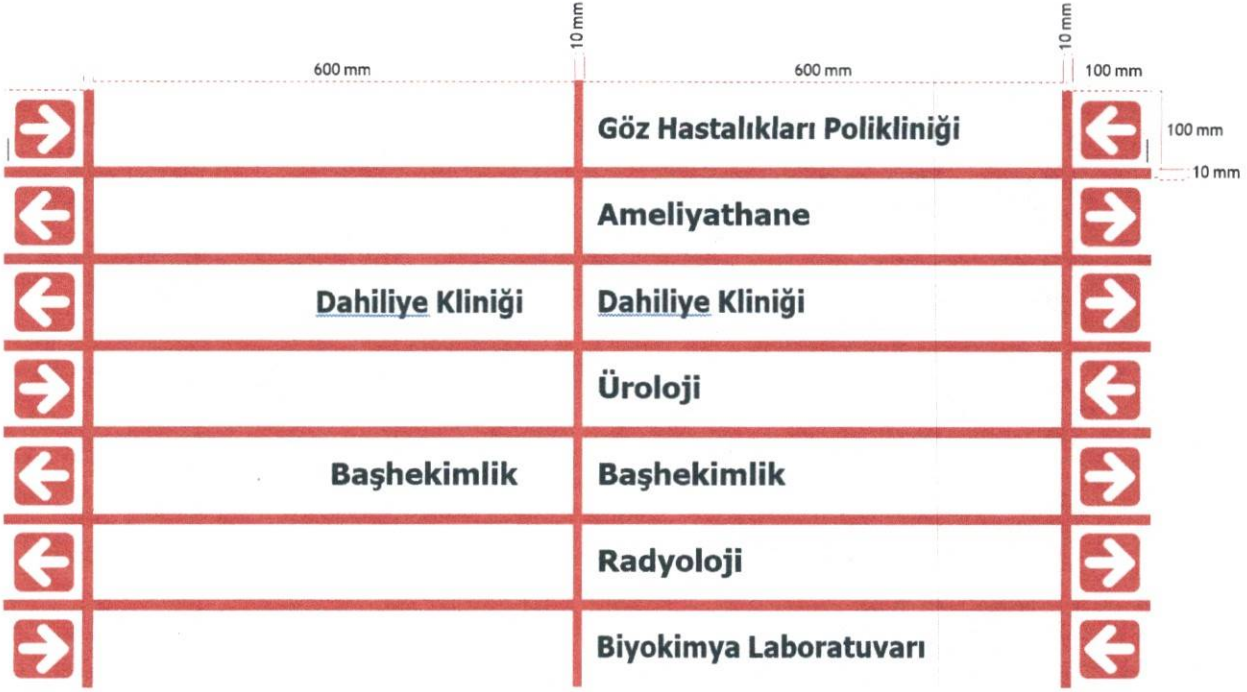 10 mm
10 mm
600 mm
600 mm
100 mm
Göz Hastalıkları Polikliniği
100 mm
10 mm
Ameliyathane
Dahiliye Kliniği
Dahiliye Kliniği
Üroloji
Başhekimlik
Başhekimlik
Radyoloji
Biyokimya Laboratuvarı